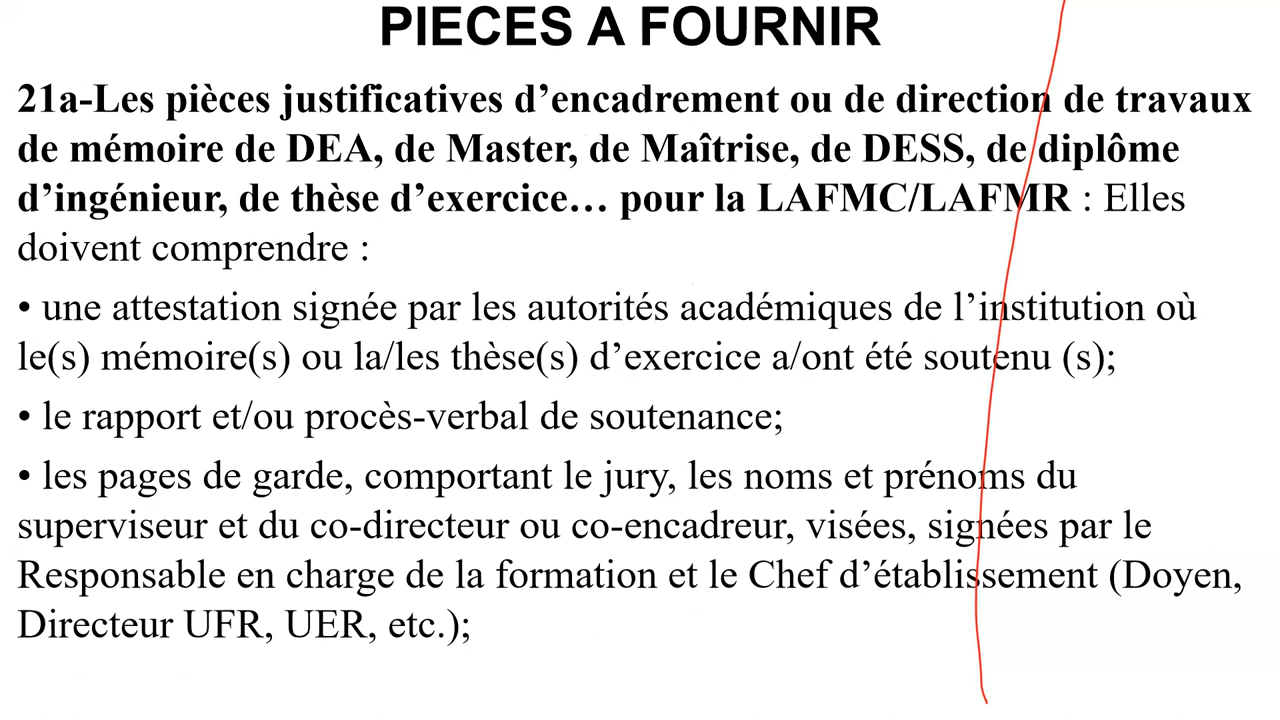 PIECES A FOURNIR
21a-Les pièces justificatives d’encadrement ou de direction de travaux
de mémoire de DEA, de Master, de Maîtrise, de DESS, de diplôme
d’ingénieur, de thèse d’exercice… pour la LAFMC/LAFMR : Elles
doivent comprendre :
• une attestation signée par les autorités académiques de l’institution où
le(s) mémoire(s) ou la/les thèse(s) d’exercice a/ont été soutenu (s);
• le rapport et/ou procès-verbal de soutenance;
• les pages de garde, comportant le jury, les noms et prénoms du
superviseur et du co-directeur ou co-encadreur, visées, signées par le
Responsable en charge de la formation et le Chef d’établissement (Doyen,
Directeur UFR, UER, etc.);